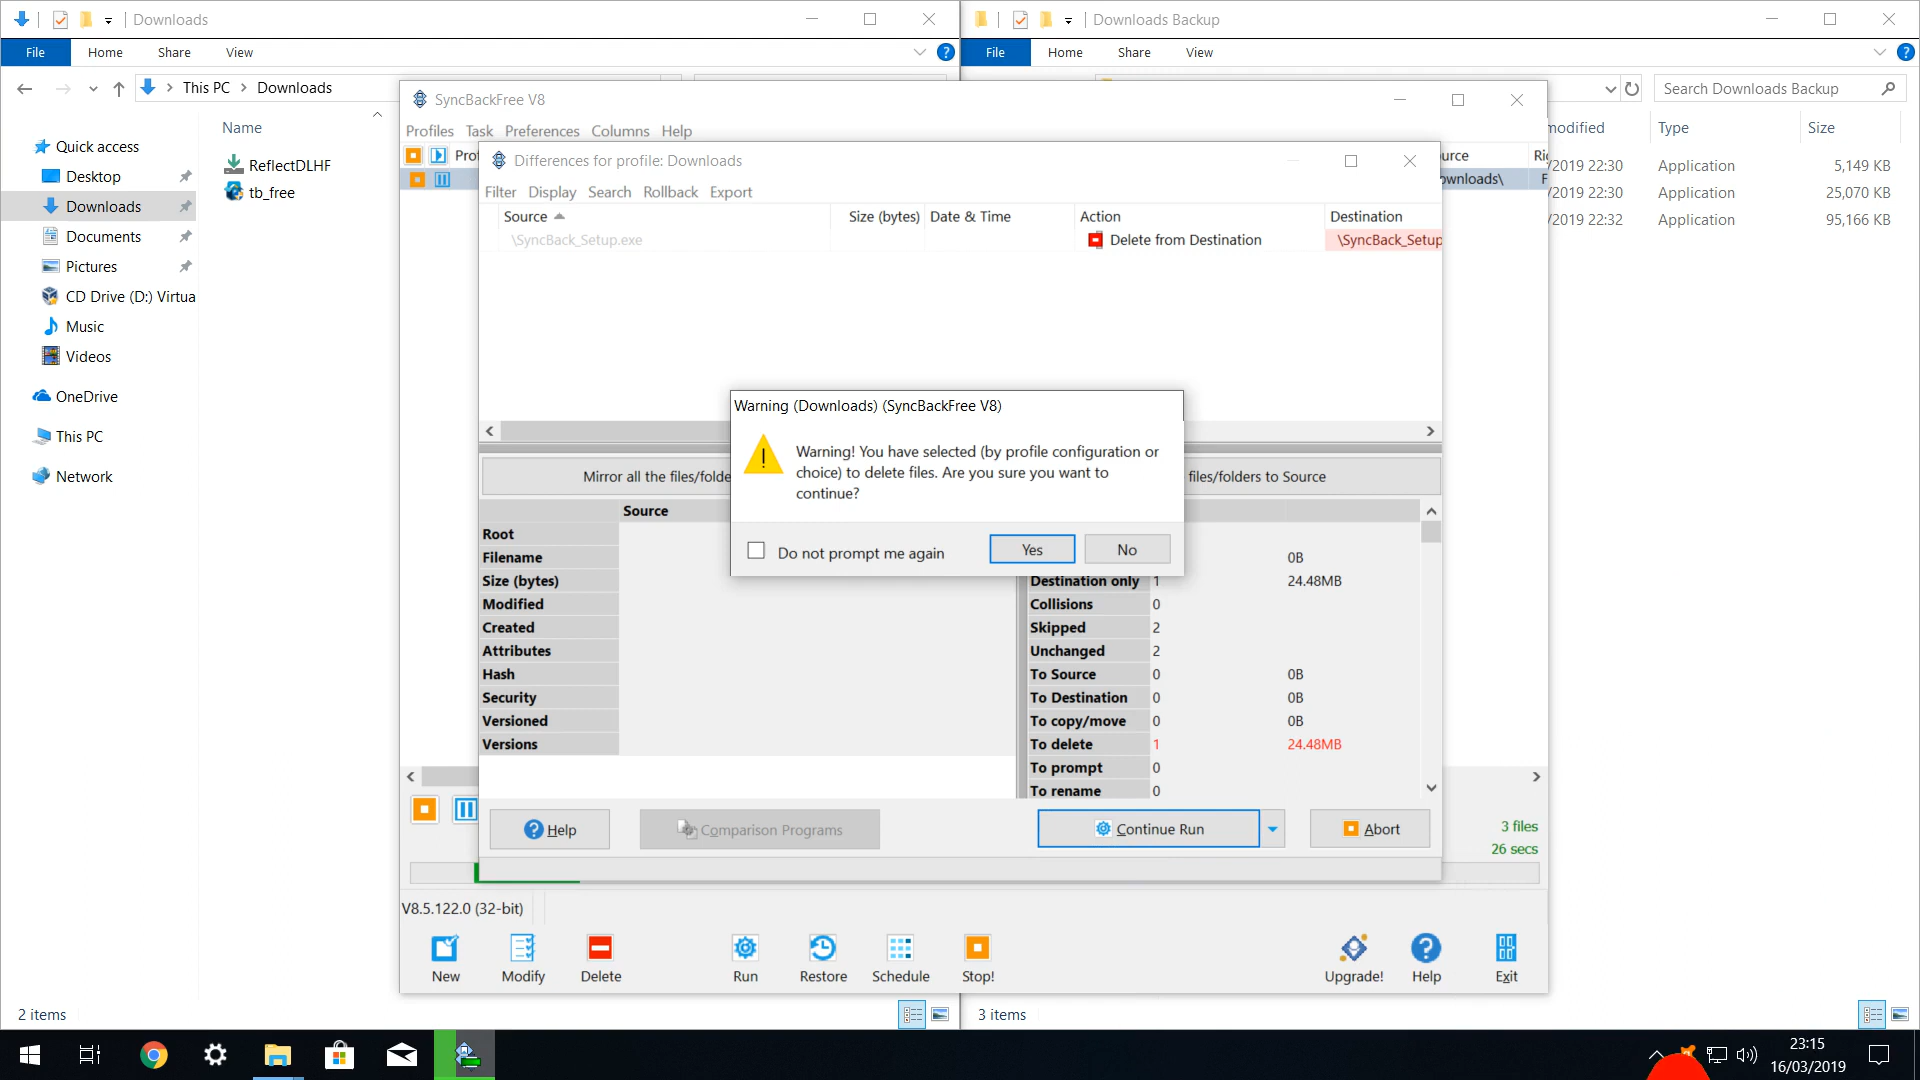 Downloads
File
Home
Share
View
This PC
Downloads
Name
Quick access
Desktop
Downloads
Documents
Pictures
CD Drive (D:) Virtua
Music
Videos
OneDrive
This PC
Network
ReflectDLHF
tb_free
2 items
Downloads Backup
File
Home
Share
View
Search Downloads Backup
modified
Type
Size
/2019 22:30
Application
5,149 KB
/2019 22:30
Application
25,070 KB
/2019 22:32
Application
95,166 KB
3 items
SyncBackFree V8
Profiles
Task
Preferences
Columns
Help
Prof
urce
ownloads\
F
Differences for profile: Downloads
Filter
Display
Search
Rollback
Export
Source
Size (bytes)
Date & Time
Action
Destination
\SyncBack_Setup.exe
Delete from Destination
\SyncBack_Setup
Warning (Downloads) (SyncBackFree V8)
Warning! You have selected (by profile configuration or
choice) to delete files. Are you sure you want to
continue?
Do not prompt me again
Yes
No
Mirror all the files/folde
files/folders to Source
Source
Root
Filename
Size (bytes)
Modified
Created
Attributes
Hash
Security
Versioned
Versions
0B
Destination only 1 24.48MB
Collisions 0
Skipped 2
Unchanged 2
To Source 0 0B
To Destination 0 0B
To copy/move 0 0B
To delete 1 24.48MB
To prompt 0
To rename 0
Help
Comparison Programs
Continue Run
Abort
3 files
26 secs
V8.5.122.0 (32-bit)
New
Modify
Delete
Run
Restore
Schedule
Stop!
Upgrade!
Help
Exit
23:15
16/03/2019